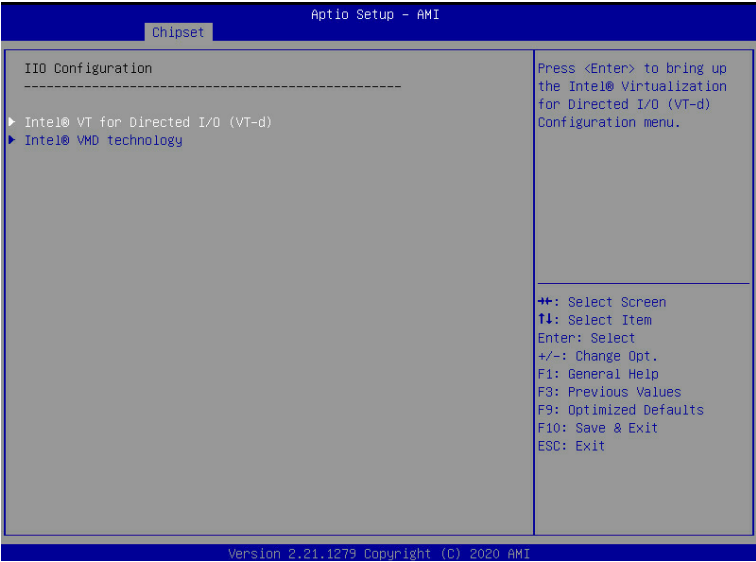 Aptio Setup – AMI
Chipset
IIO Configuration
------------------------------------------------
Intel® VT for Directed I/O (VT-d)
Intel® VMD technology
Press <Enter> to bring up
the Intel® Virtualization
for Directed I/O (VT-d)
Configuration menu.
→←: Select Screen
↑↓: Select Item
Enter: Select
+/-: Change Opt.
F1: General Help
F3: Previous Values
F9: Optimized Defaults
F10: Save & Exit
ESC: Exit
Version 2.21.1279 Copyright (C) 2020 AMI